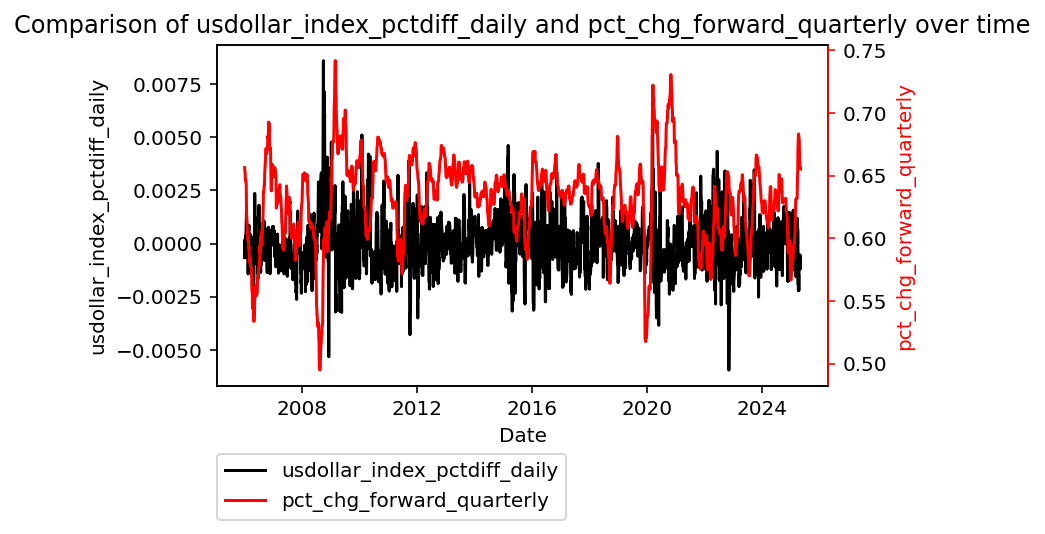 Comparison of usdollar_index_pctdiff_daily and pct_chg_forward_quarterly over time
usdollar_index_pctdiff_daily
0.0075
0.0050
0.0025
0.0000
−0.0025
−0.0050
0.75
0.70
0.65
0.60
0.55
0.50
pct_chg_forward_quarterly
2008
2012
2016
2020
2024
Date
usdollar_index_pctdiff_daily
pct_chg_forward_quarterly